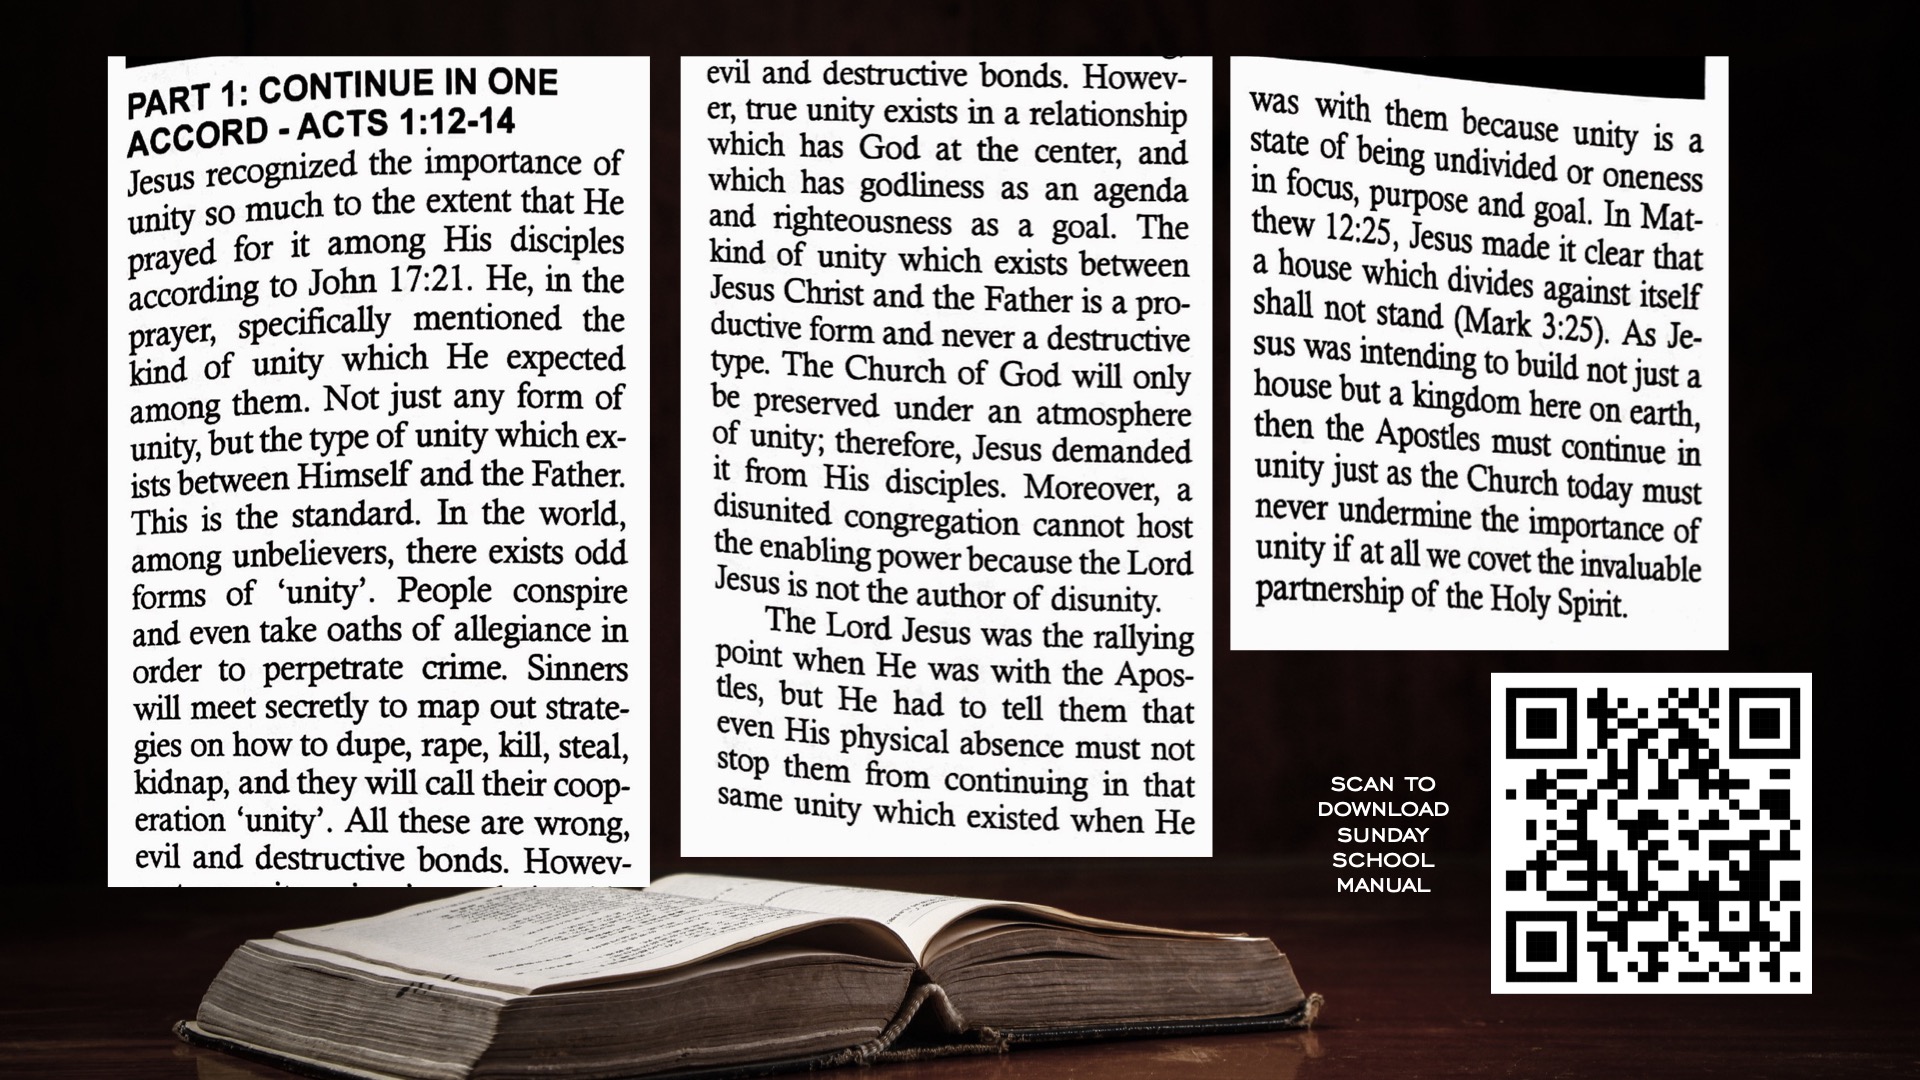 PART 1: CONTINUE IN ONE
ACCORD - ACTS 1:12-14
Jesus recognized the importance of
unity so much to the extent that He
prayed for it among His disciples
according to John 17:21. He, in the
prayer, specifically mentioned the
kind of unity which He expected
among them. Not just any form of
unity, but the type of unity which ex-
ists between Himself and the Father.
This is the standard. In the world,
among unbelievers, there exists odd
forms of ‘unity’. People conspire
and even take oaths of allegiance in
order to perpetrate crime. Sinners
will meet secretly to map out strate-
gies on how to dupe, rape, kill, steal,
kidnap, and they will call their coop-
eration ‘unity’. All these are wrong,
evil and destructive bonds. Howev-
evil and destructive bonds. Howev-
er, true unity exists in a relationship
which has God at the center, and
which has godliness as an agenda
and righteousness as a goal. The
kind of unity which exists between
Jesus Christ and the Father is a pro-
ductive form and never a destructive
type. The Church of God will only
be preserved under an atmosphere
of unity; therefore, Jesus demanded
it from His disciples. Moreover, a
disunited congregation cannot host
the enabling power because the Lord
Jesus is not the author of disunity.
The Lord Jesus was the rallying
point when He was with the Apos-
tles, but He had to tell them that
even His physical absence must not
stop them from continuing in that
same unity which existed when He
was with them because unity is a
state of being undivided or oneness
in focus, purpose and goal. In Mat-
thew 12:25, Jesus made it clear that
a house which divides against itself
shall not stand (Mark 3:25). As Je-
sus was intending to build not just a
house but a kingdom here on earth,
then the Apostles must continue in
unity just as the Church today must
never undermine the importance of
unity if at all we covet the invaluable
partnership of the Holy Spirit.
SCAN TO
DOWNLOAD
SUNDAY
SCHOOL
MANUAL